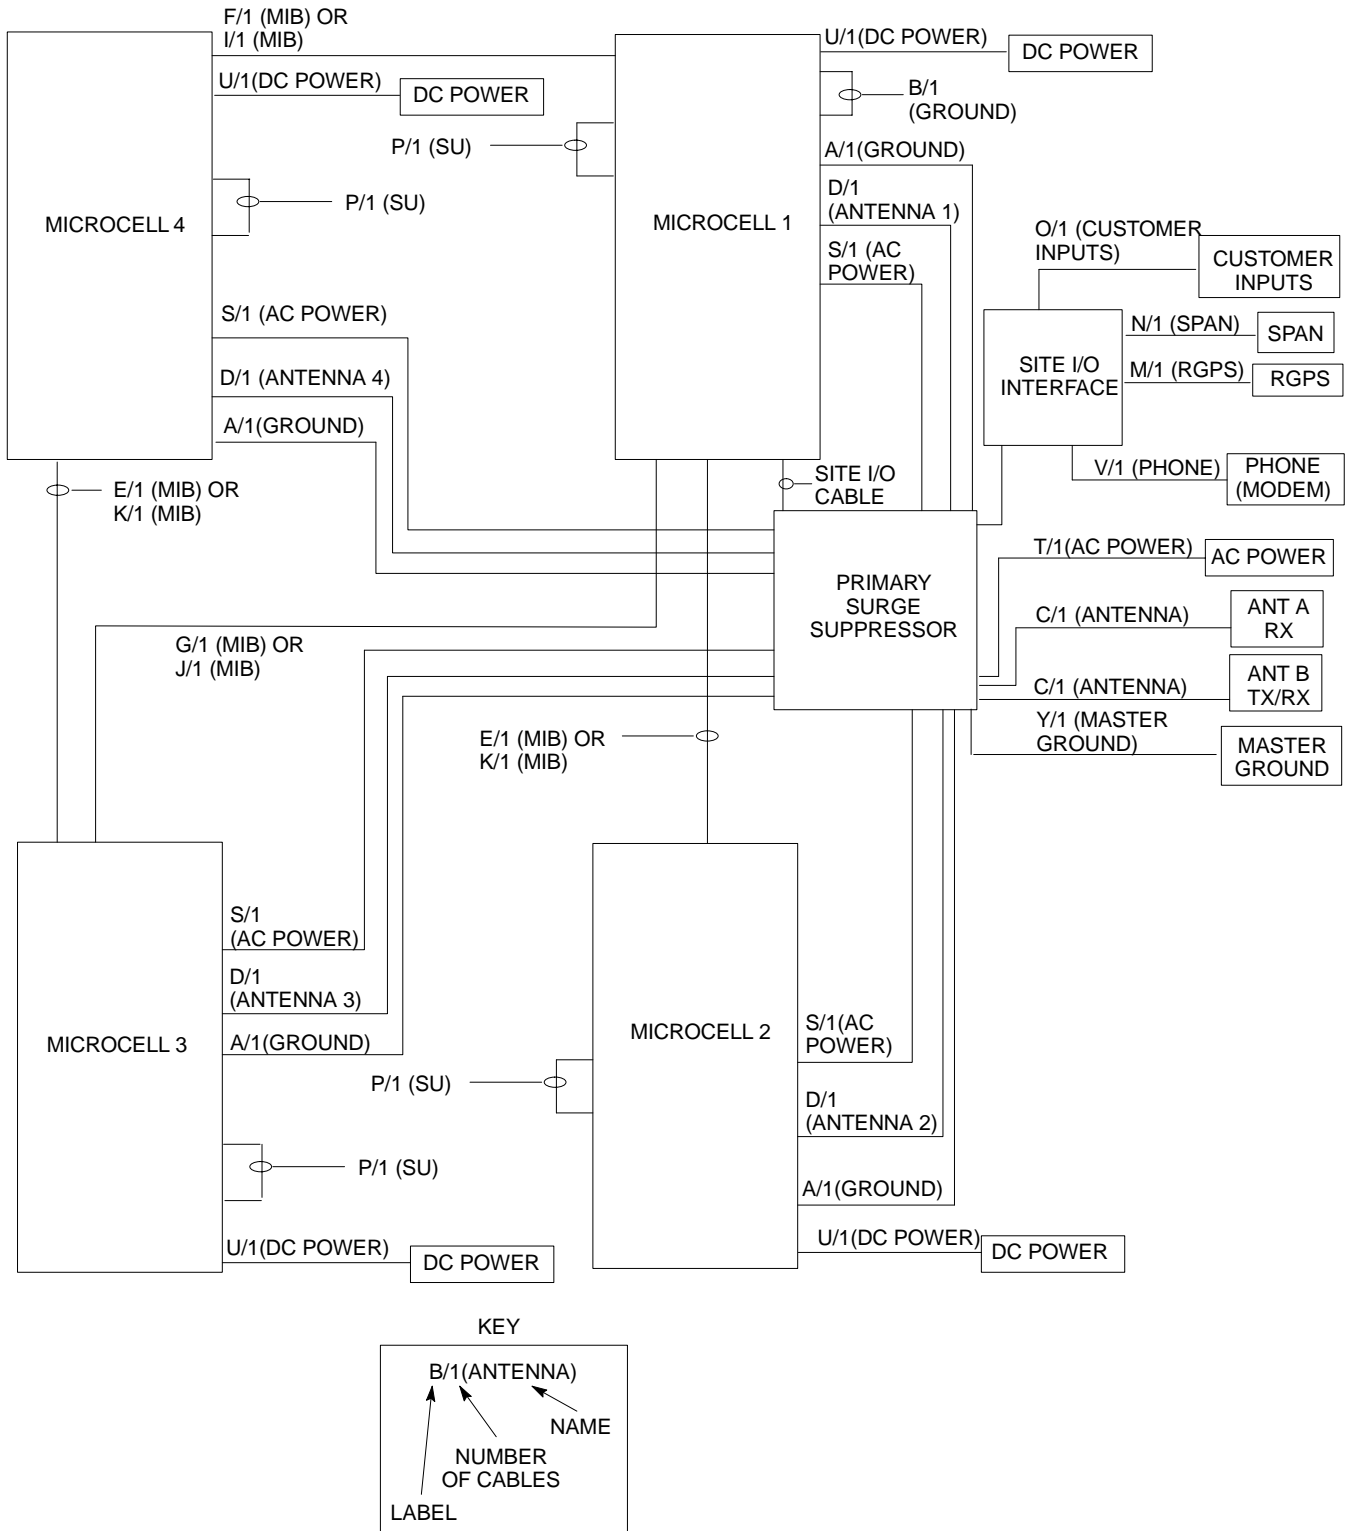 F/1 (MIB) OR
I/1 (MIB)
U/1(DC POWER)
DC POWER
P/1 (SU)
P/1 (SU)
MICROCELL 4
S/1 (AC POWER)
D/1 (ANTENNA 4)
A/1(GROUND)
E/1 (MIB) OR
K/1 (MIB)
U/1(DC POWER)
DC POWER
B/1
(GROUND)
A/1(GROUND)
D/1
(ANTENNA 1)
MICROCELL 1
S/1 (AC
POWER)
O/1 (CUSTOMER
INPUTS)
CUSTOMER
INPUTS
N/1 (SPAN)
SPAN
SITE I/O
INTERFACE
M/1 (RGPS)
RGPS
V/1 (PHONE)
PHONE
(MODEM)
SITE I/O
CABLE
T/1(AC POWER)
AC POWER
PRIMARY
SURGE
SUPPRESSOR
C/1 (ANTENNA)
ANT A
RX
C/1 (ANTENNA)
ANT B
TX/RX
Y/1 (MASTER
GROUND)
MASTER
GROUND
G/1 (MIB) OR
J/1 (MIB)
E/1 (MIB) OR
K/1 (MIB)
S/1
(AC POWER)
D/1
(ANTENNA 3)
MICROCELL 3
A/1(GROUND)
P/1 (SU)
U/1(DC POWER)
DC POWER
MICROCELL 2
S/1(AC
POWER)
P/1 (SU)
D/1
(ANTENNA 2)
A/1(GROUND)
U/1(DC POWER)
DC POWER
KEY
B/1(ANTENNA)
NAME
NUMBER
OF CABLES
LABEL